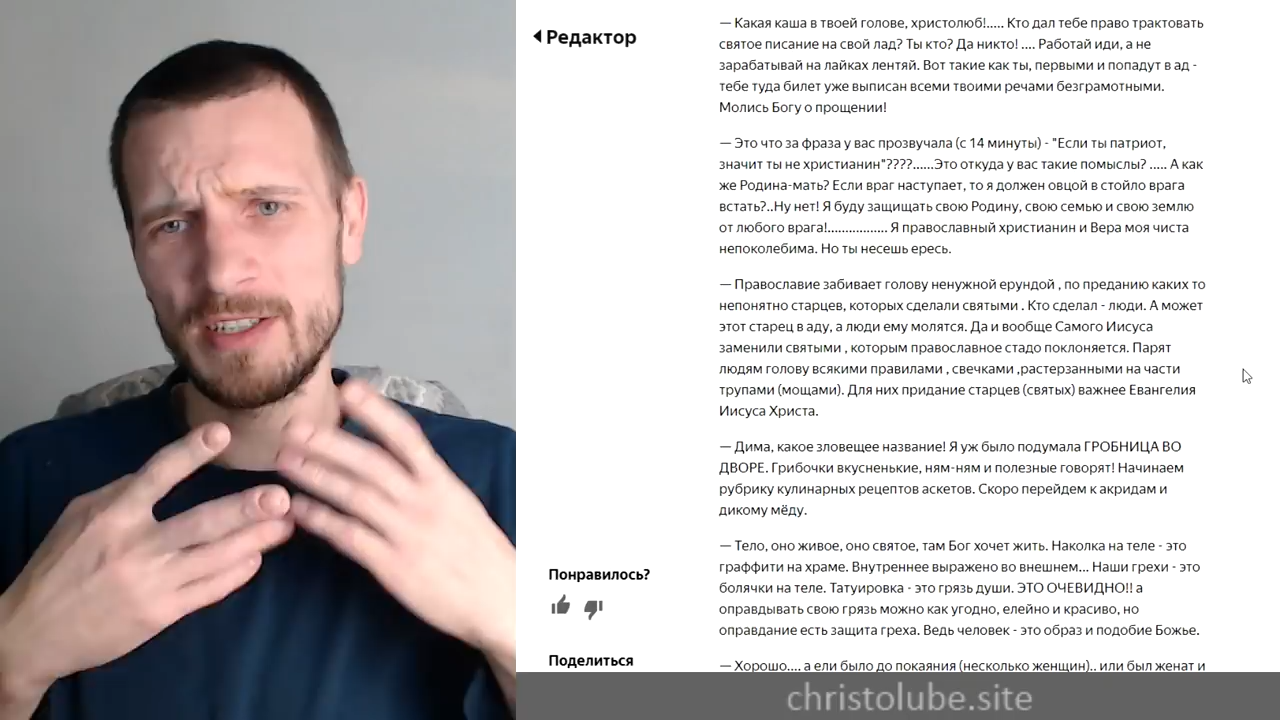 — Какая каша в твоей голове, христолюб!..... Кто дал тебе право трактовать
святое писание на свой лад? Ты кто? Да никто! .... Работай иди, а не
зарабатывай на лайках лентяй. Вот такие как ты, первыми и попадут в ад -
тебе туда билет уже выписан всеми твоими речами безграмотными.
Молись Богу о прощении!
— Это что за фраза у вас прозвучала (с 14 минуты) - "Если ты патриот,
значит ты не христианин"????......Это откуда у вас такие помыслы? ..... А как
же Родина-мать? Если враг наступает, то я должен овцой в стойло врага
встать?..Ну нет! Я буду защищать свою Родину, свою семью и свою землю
от любого врага!................. Я православный христианин и Вера моя чиста
непоколебима. Но ты несешь ересь.
— Православие забивает голову ненужной ерундой , по преданию каких то
непонятно старцев, которых сделали святыми . Кто сделал - люди. А может
этот старец в аду, а люди ему молятся. Да и вообще Самого Иисуса
заменили святыми , которым православное стадо поклоняется. Парят
людям голову всякими правилами , свечками ,растерзанными на части
трупами (мощами). Для них придание старцев (святых) важнее Евангелия
Иисуса Христа.
— Дима, какое зловещее название! Я уж было подумала ГРОБНИЦА ВО
ДВОРЕ. Грибочки вкусненькие, ням-ням и полезные говорят! Начинаем
рубрику кулинарных рецептов аскетов. Скоро перейдем к акридам и
дикому мёду.
— Тело, оно живое, оно святое, там Бог хочет жить. Наколка на теле - это
граффити на храме. Внутреннее выражено во внешнем... Наши грехи - это
болячки на теле. Татуировка - это грязь души. ЭТО ОЧЕВИДНО!! а
оправдывать свою грязь можно как угодно, елейно и красиво, но
оправдание есть защита греха. Ведь человек - это образ и подобие Божье.
— Хорошо.... а ели было до покаяния (несколько женщин).. или был женат и
Редактор
Понравилось?
Поделиться
christolube.site